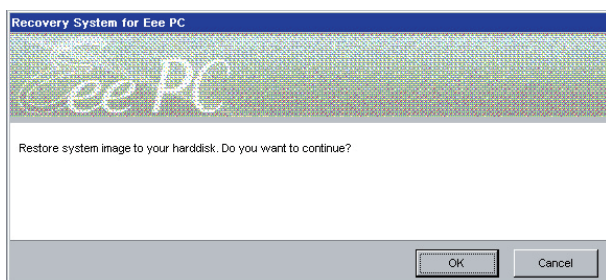 Recovery System for Eee PC
Eee PC
Restore system image to your harddisk. Do you want to continue?
OK
Cancel